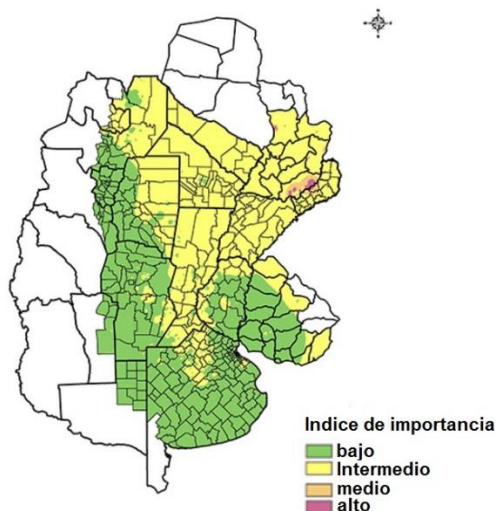 Indice de importancia
bajo
Intermedio
medio
alto